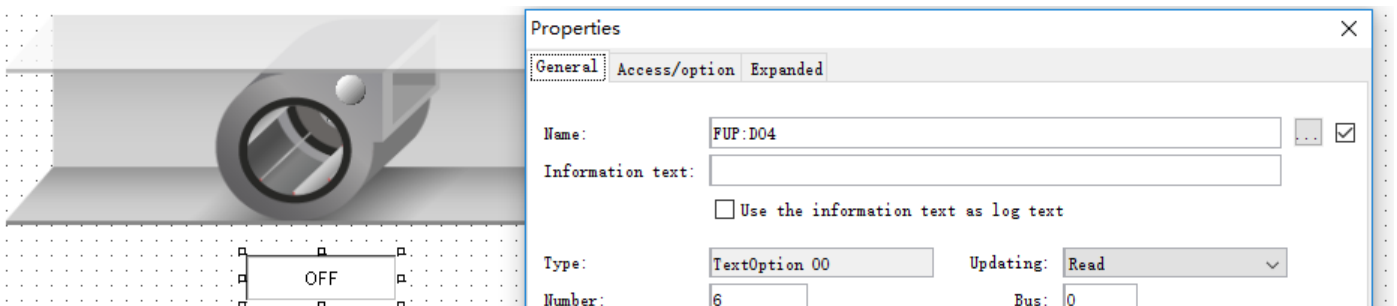 Properties
General Access/option Expanded
Name: FUP:DO4 ...
Information text:
Use the information text as log text
Type: TextOption 00 Updating: Read
OFF
Number: 6 Bus: 0